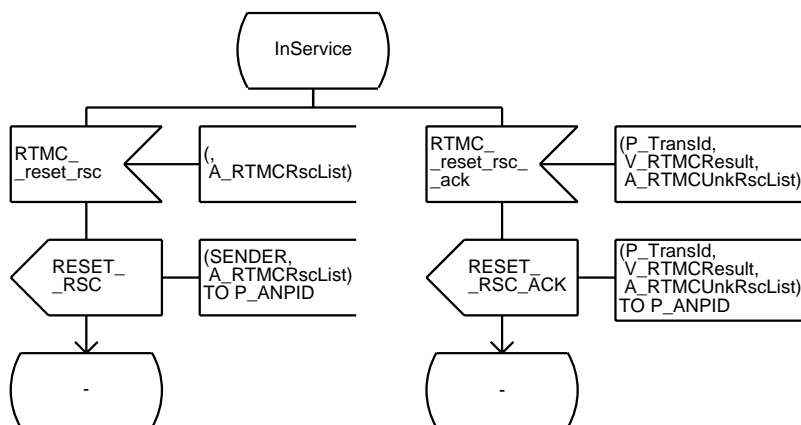 InService
RTMC_
_reset_rsc
(,
A_RTMCRscList)
RTMC_
_reset_rsc_
_ack
(P_TransId,
V_RTMCResult,
A_RTMCUnkRscList)
RESET_
_RSC
(SENDER,
A_RTMCRscList)
TO P_ANPID
RESET_
_RSC_ACK
(P_TransId,
V_RTMCResult,
A_RTMCUnkRscList)
TO P_ANPID
-
-